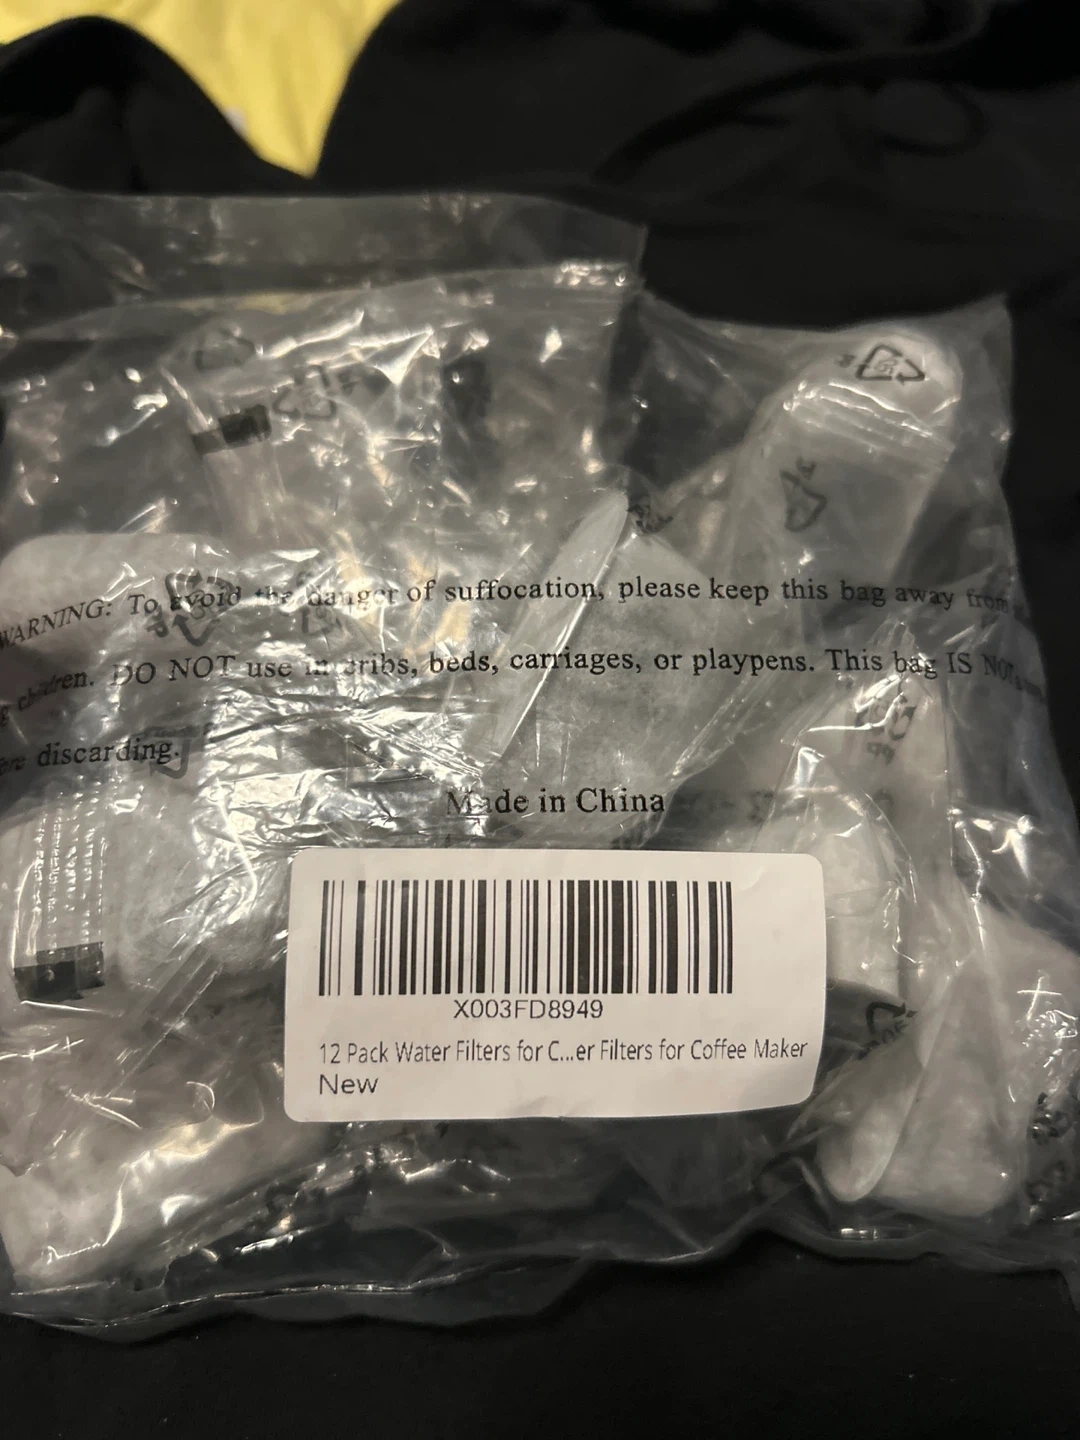 WARNING: To avoid the danger of suffocation, please keep this bag away from
children. DO NOT use in cribs, beds, carriages, or playpens. This bag IS NOT
discarding.
Made in China
X003FD8949
12 Pack Water Filters for C...er Filters for Coffee Maker
New